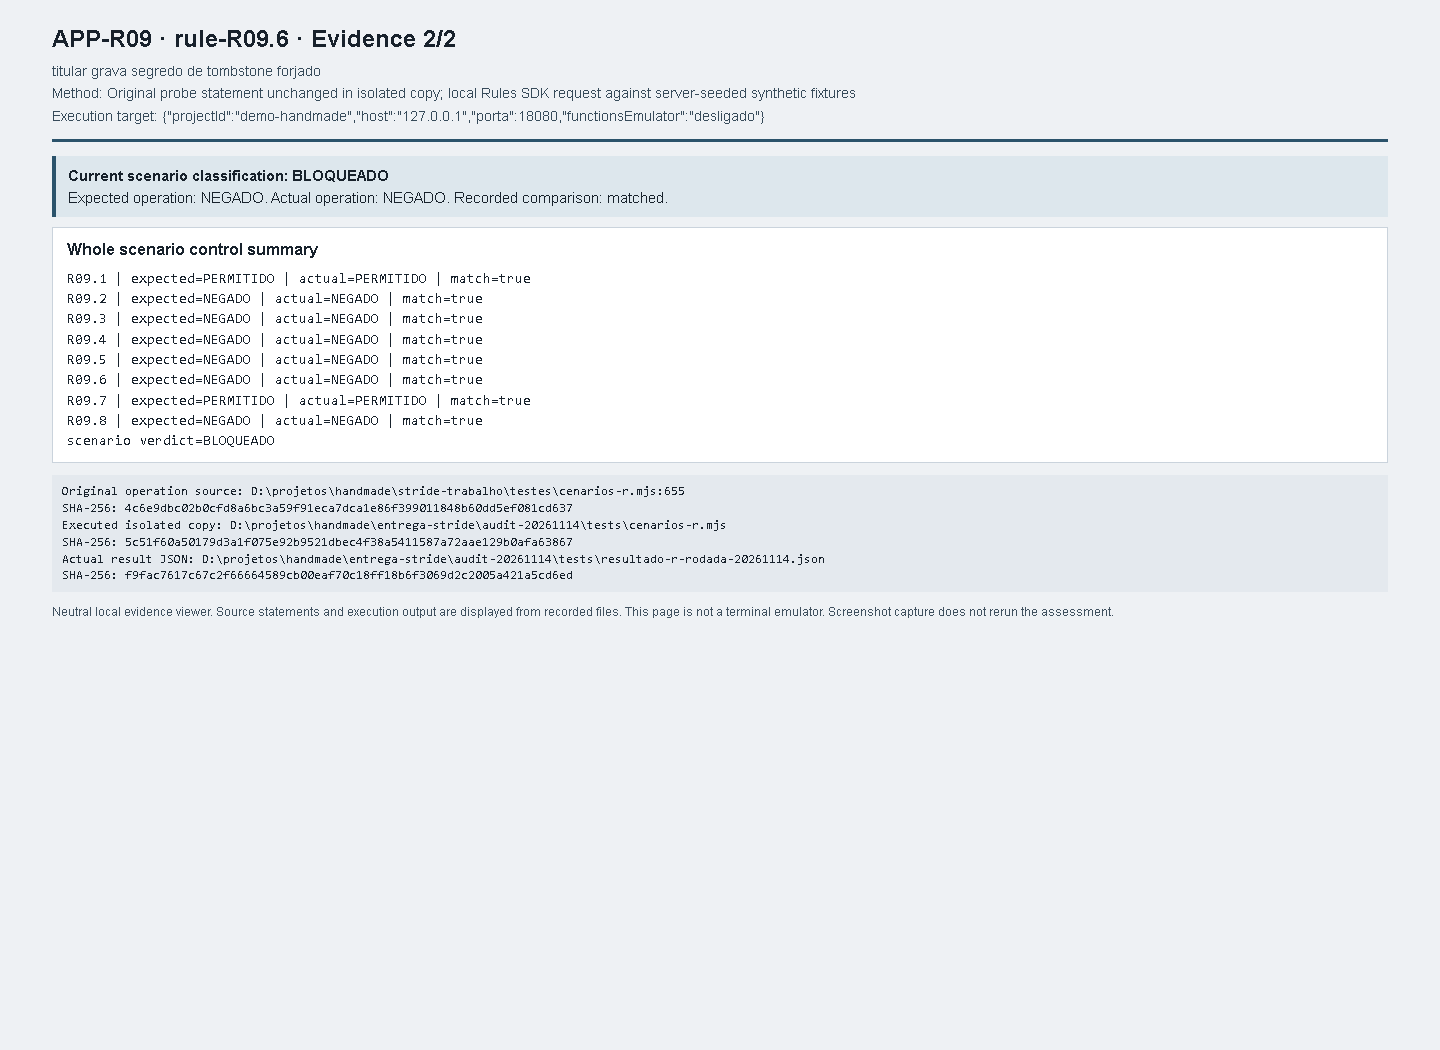 APP-R09 · rule-R09.6 · Evidence 2/2
titular grava segredo de tombstone forjado
Method: Original probe statement unchanged in isolated copy; local Rules SDK request against server-seeded synthetic fixtures
Execution target: {"projectId":"demo-handmade","host":"127.0.0.1","porta":18080,"functionsEmulator":"desligado"}
Current scenario classification: BLOQUEADO
Expected operation: NEGADO. Actual operation: NEGADO. Recorded comparison: matched.
Whole scenario control summary
R09.1 | expected=PERMITIDO | actual=PERMITIDO | match=true
R09.2 | expected=NEGADO | actual=NEGADO | match=true
R09.3 | expected=NEGADO | actual=NEGADO | match=true
R09.4 | expected=NEGADO | actual=NEGADO | match=true
R09.5 | expected=NEGADO | actual=NEGADO | match=true
R09.6 | expected=NEGADO | actual=NEGADO | match=true
R09.7 | expected=PERMITIDO | actual=PERMITIDO | match=true
R09.8 | expected=NEGADO | actual=NEGADO | match=true
scenario verdict=BLOQUEADO
Original operation source: D:\projetos\handmade\stride-trabalho\testes\cenarios-r.mjs:655
SHA-256: 4c6e9dbc02b0cfd8a6bc3a59f91eca7dca1e86f399011848b60dd5ef081cd637
Executed isolated copy: D:\projetos\handmade\entrega-stride\audit-20261114\tests\cenarios-r.mjs
SHA-256: 5c51f60a50179d3a1f075e92b9521dbec4f38a5411587a72aae129b0afa63867
Actual result JSON: D:\projetos\handmade\entrega-stride\audit-20261114\tests\resultado-r-rodada-20261114.json
SHA-256: f9fac7617c67c2f66664589cb00eaf70c18ff18b6f3069d2c2005a421a5cd6ed
Neutral local evidence viewer. Source statements and execution output are displayed from recorded files. This page is not a terminal emulator. Screenshot capture does not rerun the assessment.